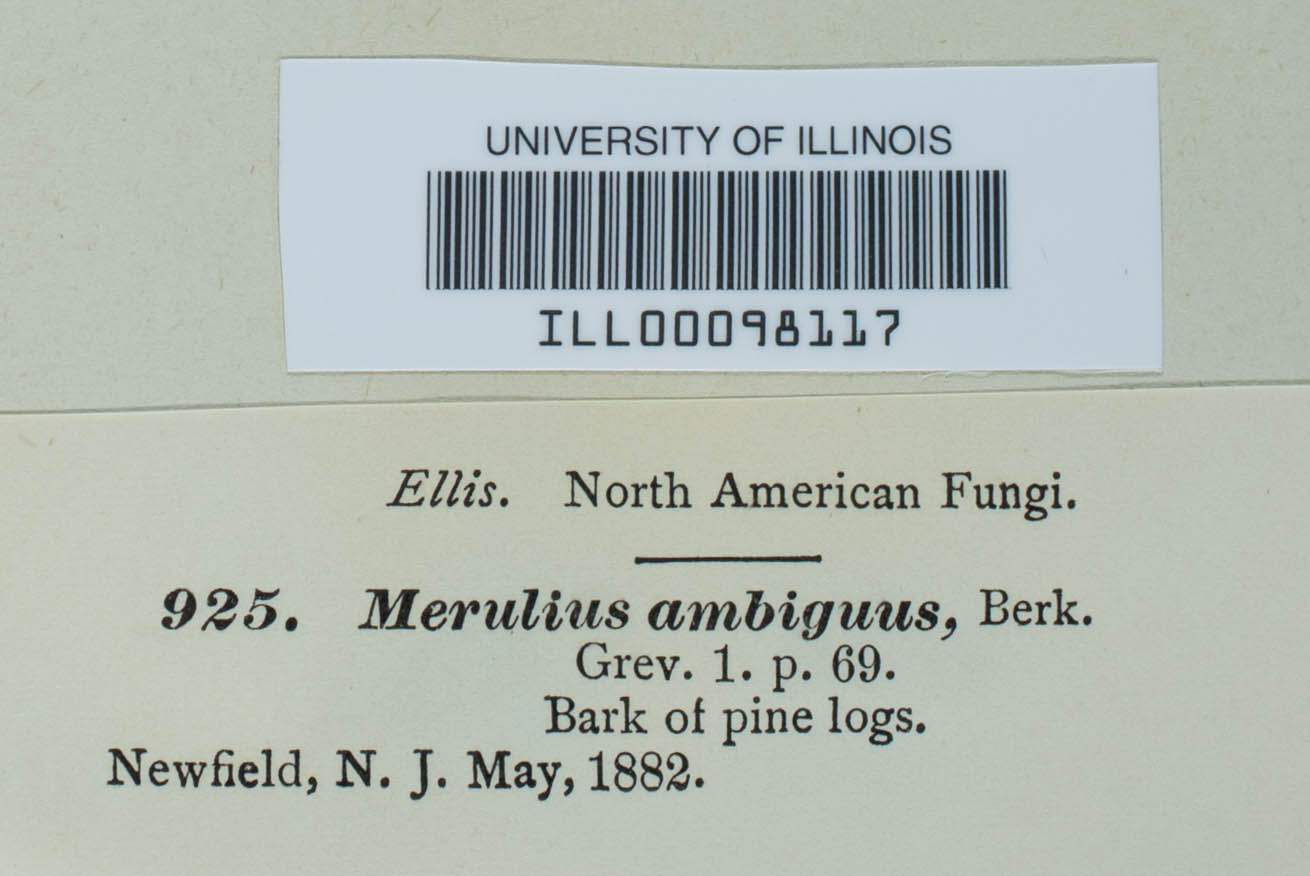 UNIVERSITY OF ILLINOIS
ILL00098117
Ellis. North American Fungi.
925. Merulius ambiguus, Berk.
Grev. 1. p. 69.
Bark of pine logs.
Newfield, N. J. May, 1882.